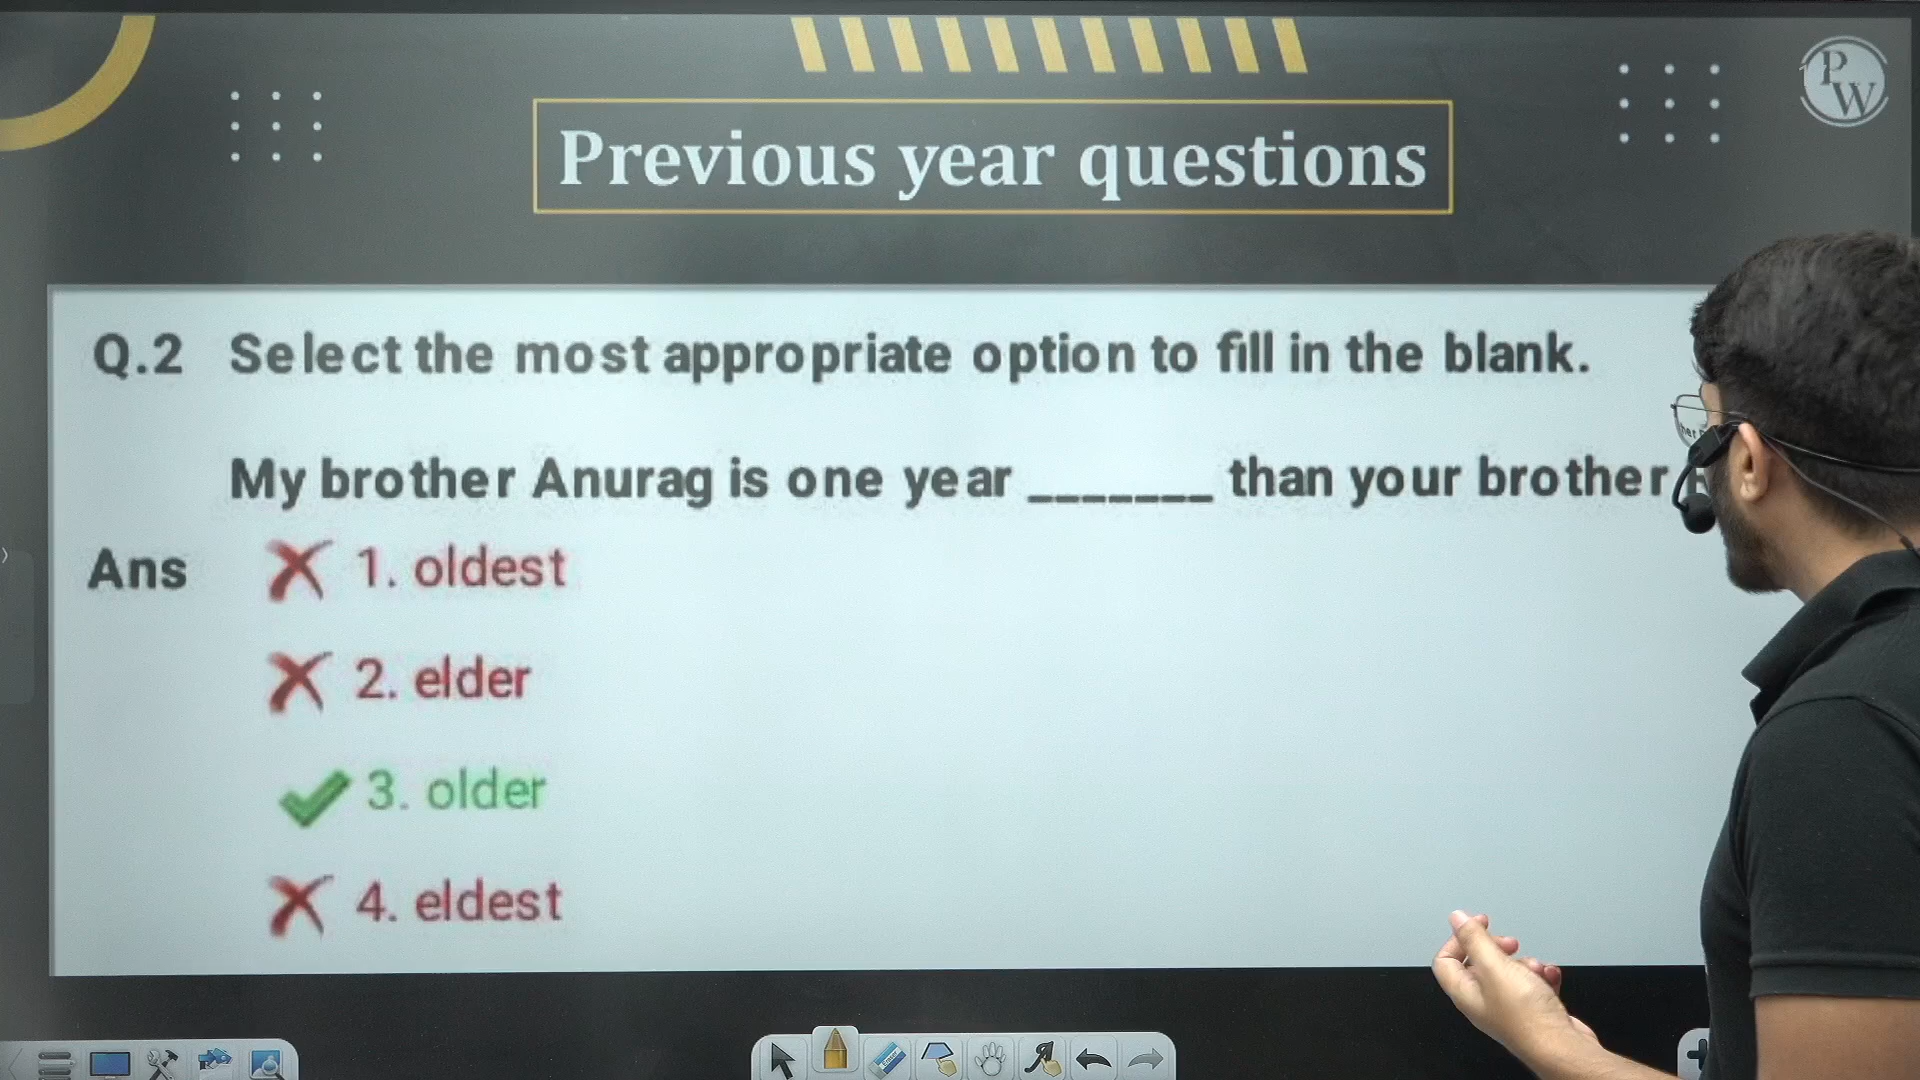 PW
Previous year questions
Q.2 Select the most appropriate option to fill in the blank.
My brother Anurag is one year _______ than your brother
Ans 1. oldest
2. elder
3. older
4. eldest